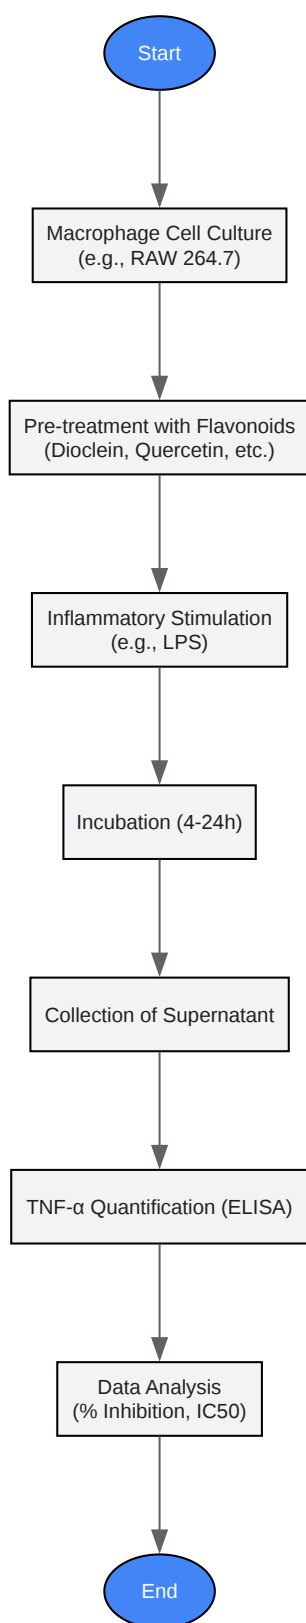 Start
Macrophage Cell Culture
(e.g., RAW 264.7)
Pre-treatment with Flavonoids
(Dioclein, Quercetin, etc.)
Inflammatory Stimulation
(e.g., LPS)
Incubation (4-24h)
Collection of Supernatant
TNF-α Quantification (ELISA)
Data Analysis
(% Inhibition, IC50)
End